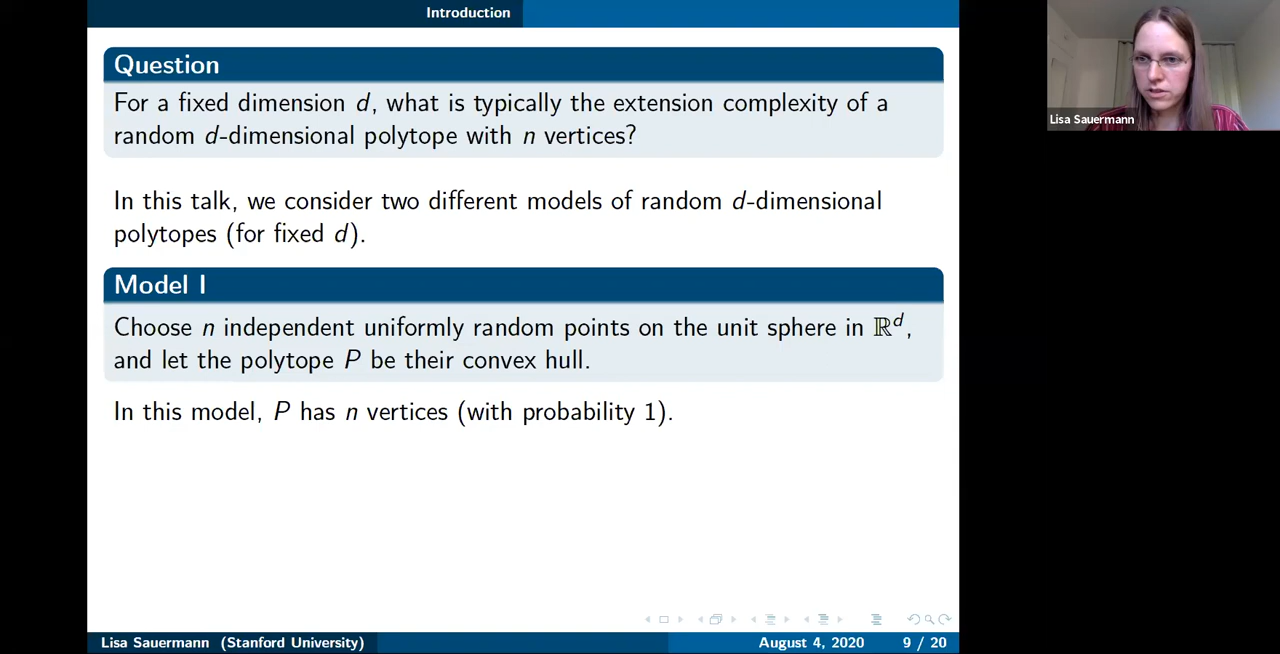 Introduction
Question
For a fixed dimension d, what is typically the extension complexity of a
random d-dimensional polytope with n vertices?
In this talk, we consider two different models of random d-dimensional
polytopes (for fixed d).
Model I
Choose n independent uniformly random points on the unit sphere in ℝᵈ,
and let the polytope P be their convex hull.
In this model, P has n vertices (with probability 1).
Lisa Sauermann (Stanford University)
August 4, 2020
9 / 20
Lisa Sauermann